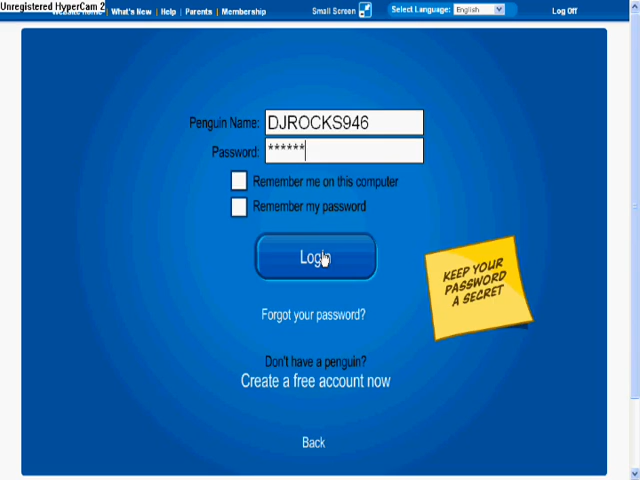 Unregistered HyperCam 2
What's New | Help | Parents | Membership
Small Screen
Select Language: English
Log Off
Penguin Name: DJROCKS946
Password: ******
Remember me on this computer
Remember my password
Login
KEEP YOUR
PASSWORD
A SECRET
Forgot your password?
Don't have a penguin?
Create a free account now
Back